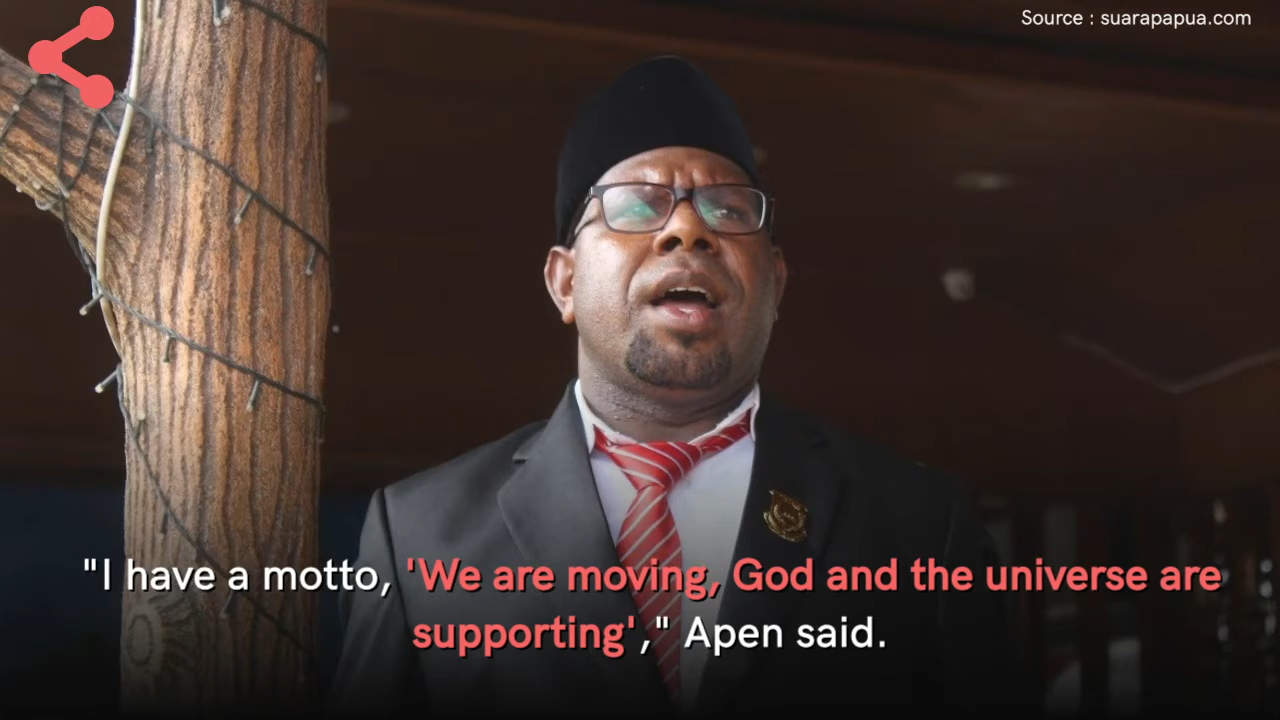 Source : suarapapua.com
"I have a motto, 'We are moving, God and the universe are
supporting'," Apen said.